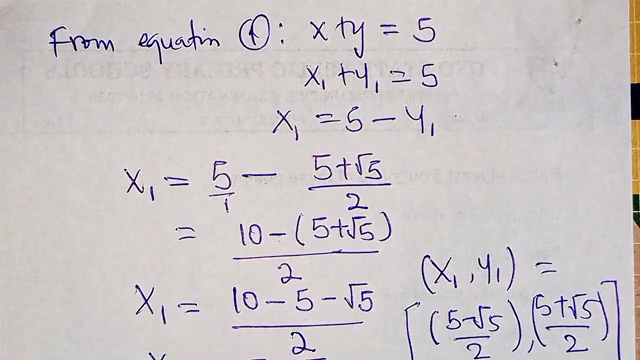 From equatin ①: x+y = 5
x₁ + y₁ = 5
x₁ = 5 − y₁
x₁ = 5/1 − (5+√5)/2
= (10 − (5+√5))/2
x₁ = (10 − 5 − √5)/2
(x₁, y₁) =
[(5−√5)/2), (5+√5)/2]